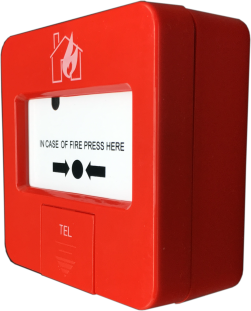 IN CASE OF FIRE PRESS HERE
TEL